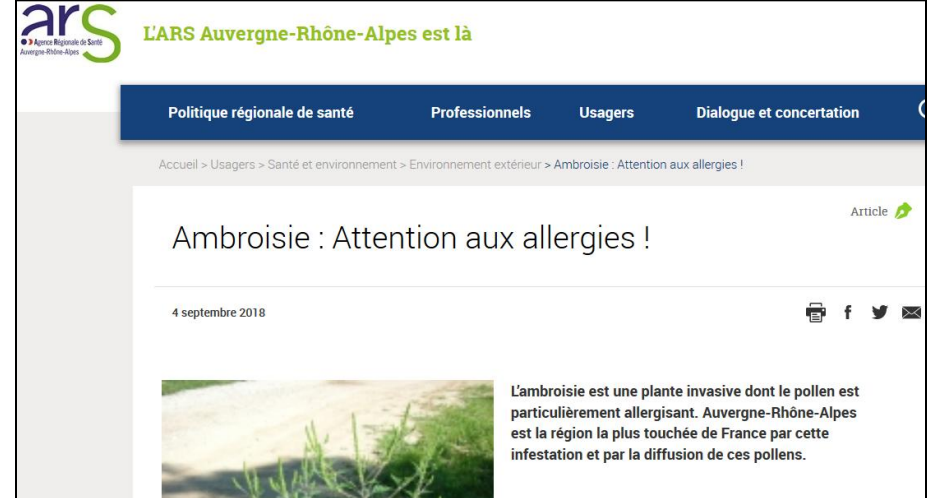 ars
Agence Régionale de Santé
Auvergne-Rhône-Alpes
L'ARS Auvergne-Rhône-Alpes est là
Politique régionale de santé Professionnels Usagers Dialogue et concertation
Accueil > Usagers > Santé et environnement > Environnement extérieur > Ambroisie : Attention aux allergies !
Article
Ambroisie : Attention aux allergies !
4 septembre 2018
L'ambroisie est une plante invasive dont le pollen est
particulièrement allergisant. Auvergne-Rhône-Alpes
est la région la plus touchée de France par cette
infestation et par la diffusion de ces pollens.